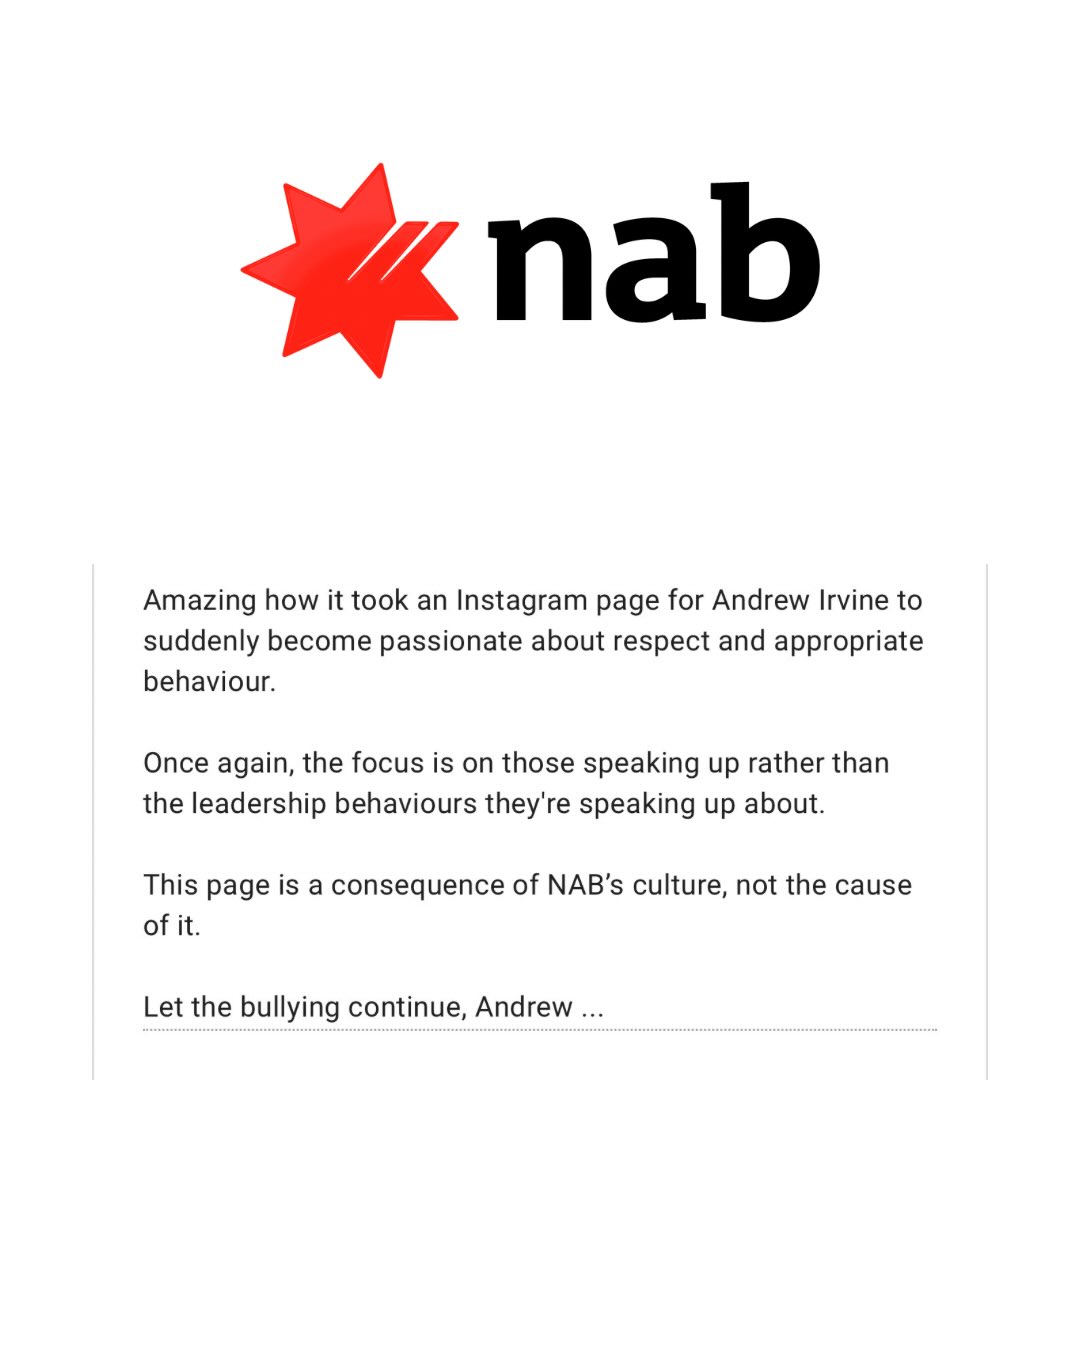 nab
Amazing how it took an Instagram page for Andrew Irvine to
suddenly become passionate about respect and appropriate
behaviour.
Once again, the focus is on those speaking up rather than
the leadership behaviours they're speaking up about.
This page is a consequence of NAB’s culture, not the cause
of it.
Let the bullying continue, Andrew ...